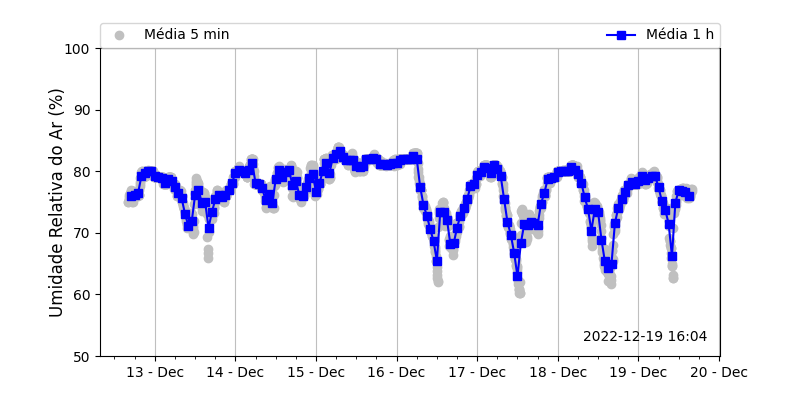 Média 5 min
Média 1 h
Umidade Relativa do Ar (%)
100
90
80
70
60
50
2022-12-19 16:04
13 - Dec
14 - Dec
15 - Dec
16 - Dec
17 - Dec
18 - Dec
19 - Dec
20 - Dec